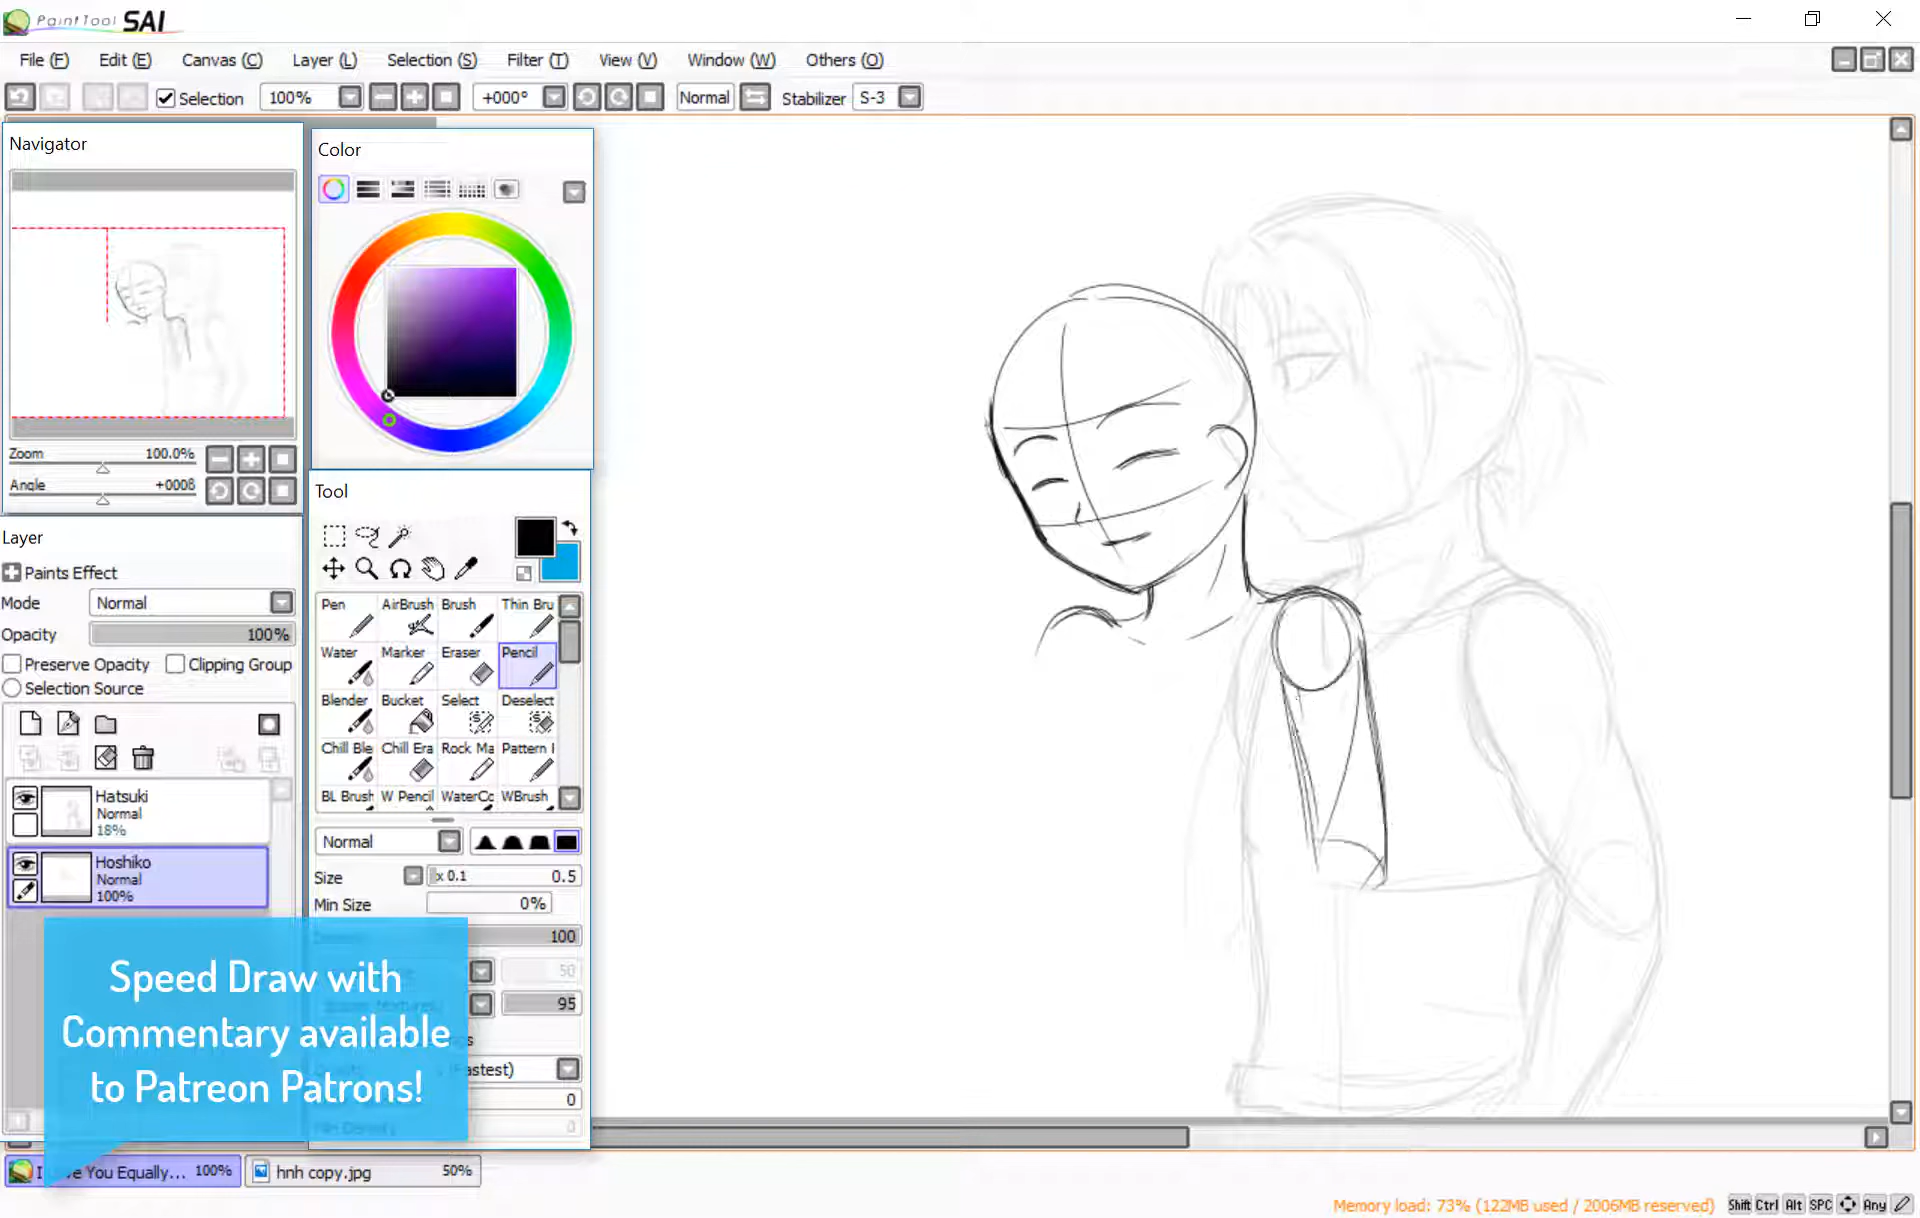 PaintTool SAI
File (F) Edit (E) Canvas (C) Layer (L) Selection (S) Filter (T) View (V) Window (W) Others (O)
Selection 100% +000° Normal Stabilizer S-3
Navigator
Zoom 100.0%
Angle +000
Layer
Paints Effect
Mode Normal
Opacity 100%
Preserve Opacity Clipping Group
Selection Source
Hatsuki
Normal
18%
Hoshiko
Normal
100%
Color
Tool
Pen AirBrush Brush Thin Bru
Water Marker Eraser Pencil
Blender Bucket Select Deselect
Chill Ble Chill Era Rock Ma Pattern
BL Brush W Pencil WaterCo WBrush
Normal
Size x 0.1 0.5
Min Size 0%
100
50
95
0
0
Speed Draw with
Commentary available
to Patreon Patrons!
You Equally... 100% hnh copy.jpg 50%
Memory load: 73% (122MB used / 2006MB reserved) Shift Ctrl Alt SPC Any